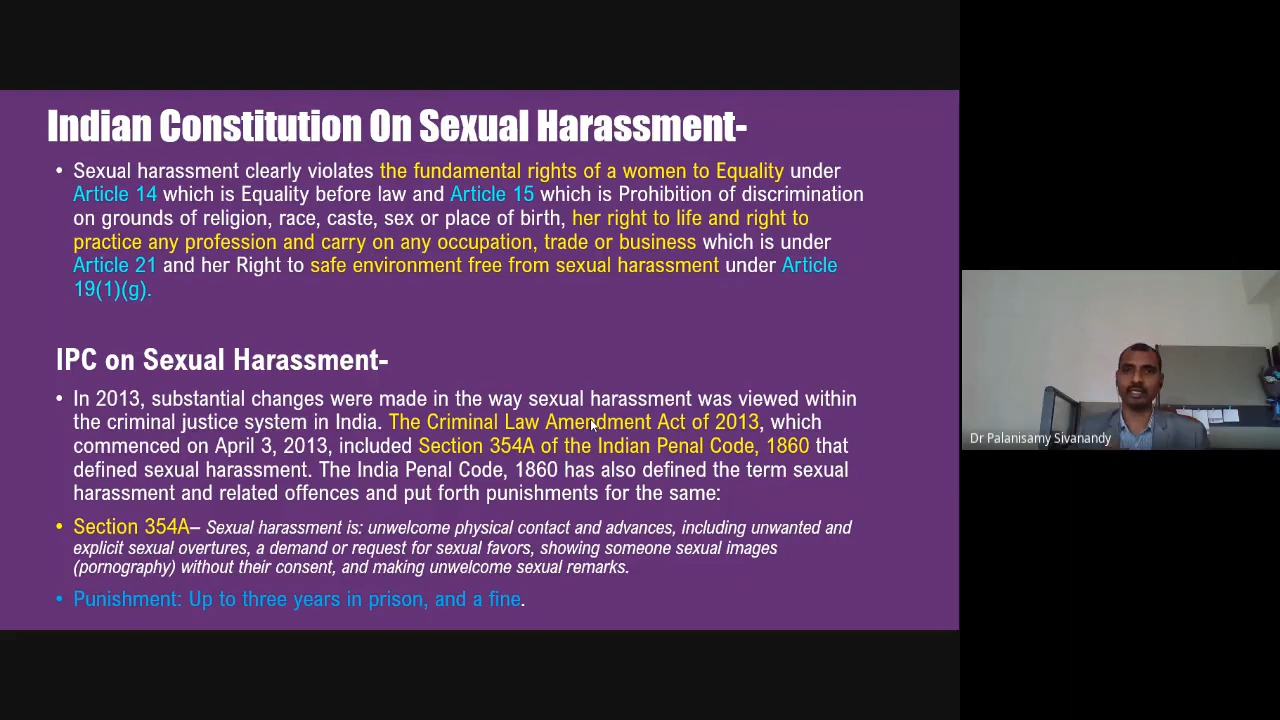 Indian Constitution On Sexual Harassment-
• Sexual harassment clearly violates the fundamental rights of a women to Equality under
Article 14 which is Equality before law and Article 15 which is Prohibition of discrimination
on grounds of religion, race, caste, sex or place of birth, her right to life and right to
practice any profession and carry on any occupation, trade or business which is under
Article 21 and her Right to safe environment free from sexual harassment under Article
19(1)(g).
IPC on Sexual Harassment-
• In 2013, substantial changes were made in the way sexual harassment was viewed within
the criminal justice system in India. The Criminal Law Amendment Act of 2013, which
commenced on April 3, 2013, included Section 354A of the Indian Penal Code, 1860 that
defined sexual harassment. The India Penal Code, 1860 has also defined the term sexual
harassment and related offences and put forth punishments for the same:
• Section 354A– Sexual harassment is: unwelcome physical contact and advances, including unwanted and
explicit sexual overtures, a demand or request for sexual favors, showing someone sexual images
(pornography) without their consent, and making unwelcome sexual remarks.
• Punishment: Up to three years in prison, and a fine.
Dr Palanisamy Sivanandy